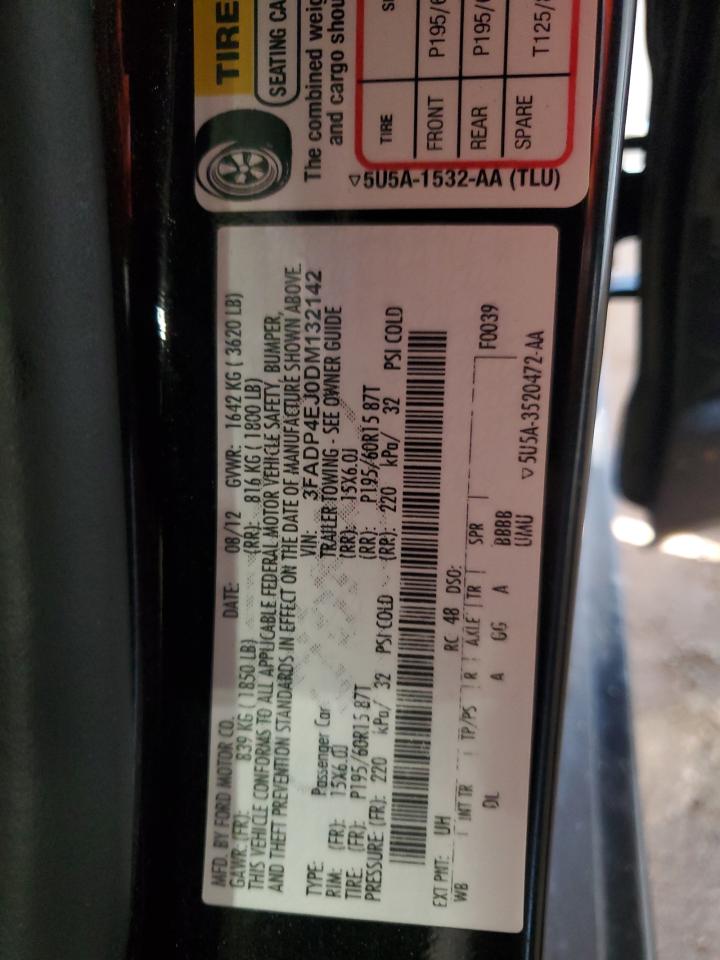 TIRE
SEATING CA
The combined weig
and cargo shou
TIRE
FRONT P195/6
REAR P195/
SPARE T125/
▽5U5A-1532-AA (TLU)
MFD. BY FORD MOTOR CO. DATE: 08/12 GVWR: 1642 KG ( 3620 LB)
GAWR: (FR): 839 KG ( 1850 LB) (RR): 816 KG ( 1800 LB)
THIS VEHICLE CONFORMS TO ALL APPLICABLE FEDERAL MOTOR VEHICLE SAFETY, BUMPER,
AND THEFT PREVENTION STANDARDS IN EFFECT ON THE DATE OF MANUFACTURE SHOWN ABOVE.
VIN: 3FADP4EJ0DM132142
TYPE: Passenger Car TRAILER TOWING - SEE OWNER GUIDE
RIM: (FR): 15X6.0J (RR): 15X6.0J
TIRE: (FR): P195/60R15 87T (RR): P195/60R15 87T
PRESSURE (FR): 220 kPa/ 32 PSI COLD (RR): 220 kPa/ 32 PSI COLD
EXT PNT: UH RC 48 DSO: F0039
WB INT TR TP/PS R AXLE TR SPR
DL A GG A BBBB
UMU
▽5U5A-3520472-AA